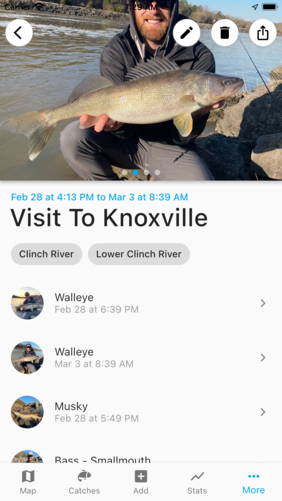 Feb 28 at 4:13 PM to Mar 3 at 8:39 AM
Visit To Knoxville
Clinch River
Lower Clinch River
Walleye
Feb 28 at 6:39 PM
Walleye
Mar 3 at 8:39 AM
Musky
Feb 28 at 5:49 PM
Bass - Smallmouth
Map
Catches
Add
Stats
More